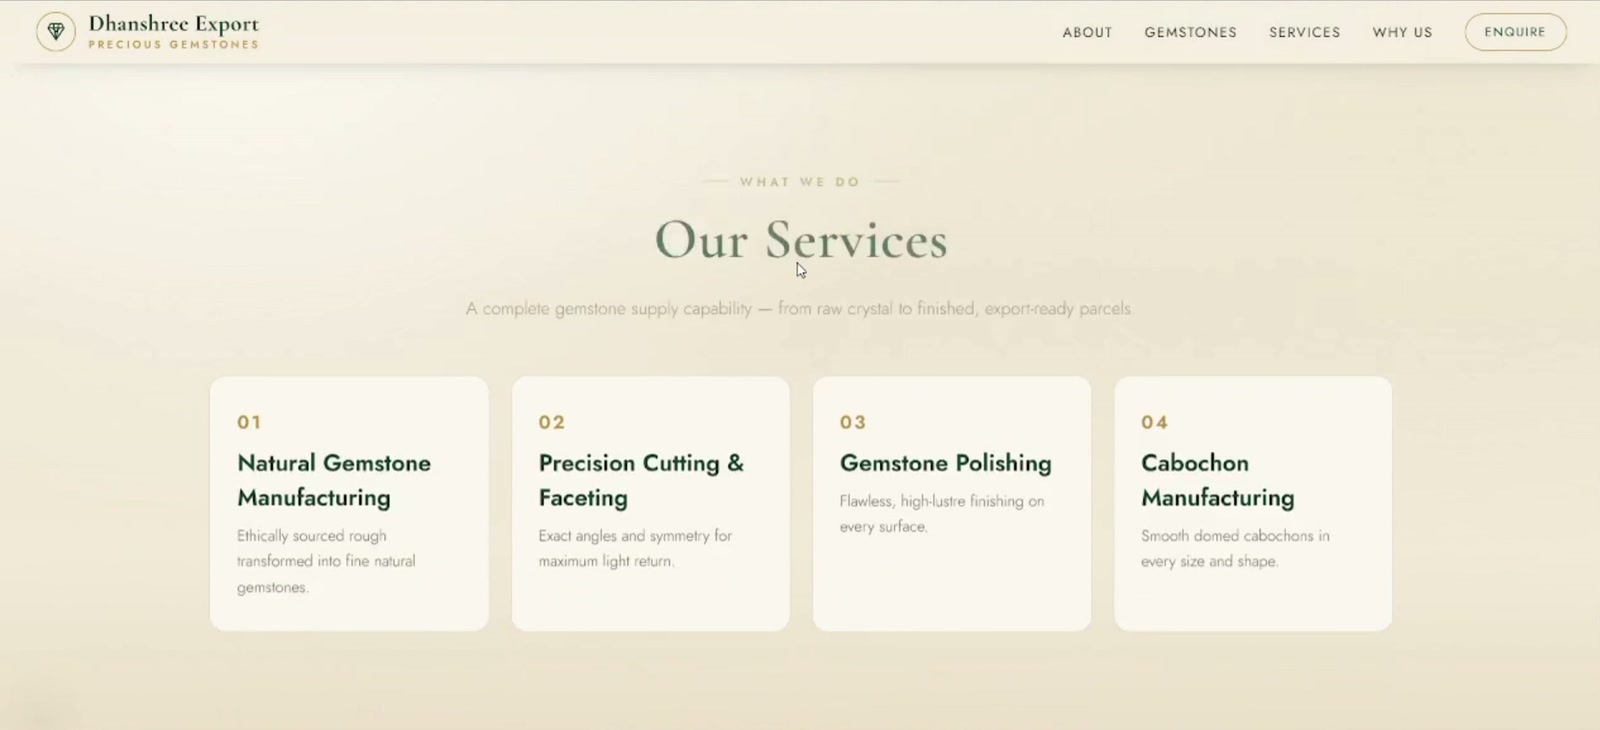 Dhanshree Export
PRECIOUS GEMSTONES
ABOUT
GEMSTONES
SERVICES
WHY US
ENQUIRE
WHAT WE DO
Our Services
A complete gemstone supply capability — from raw crystal to finished, export-ready parcels
01
Natural Gemstone
Manufacturing
Ethically sourced rough
transformed into fine natural
gemstones.
02
Precision Cutting &
Faceting
Exact angles and symmetry for
maximum light return.
03
Gemstone Polishing
Flawless, high-lustre finishing on
every surface.
04
Cabochon
Manufacturing
Smooth domed cabochons in
every size and shape.